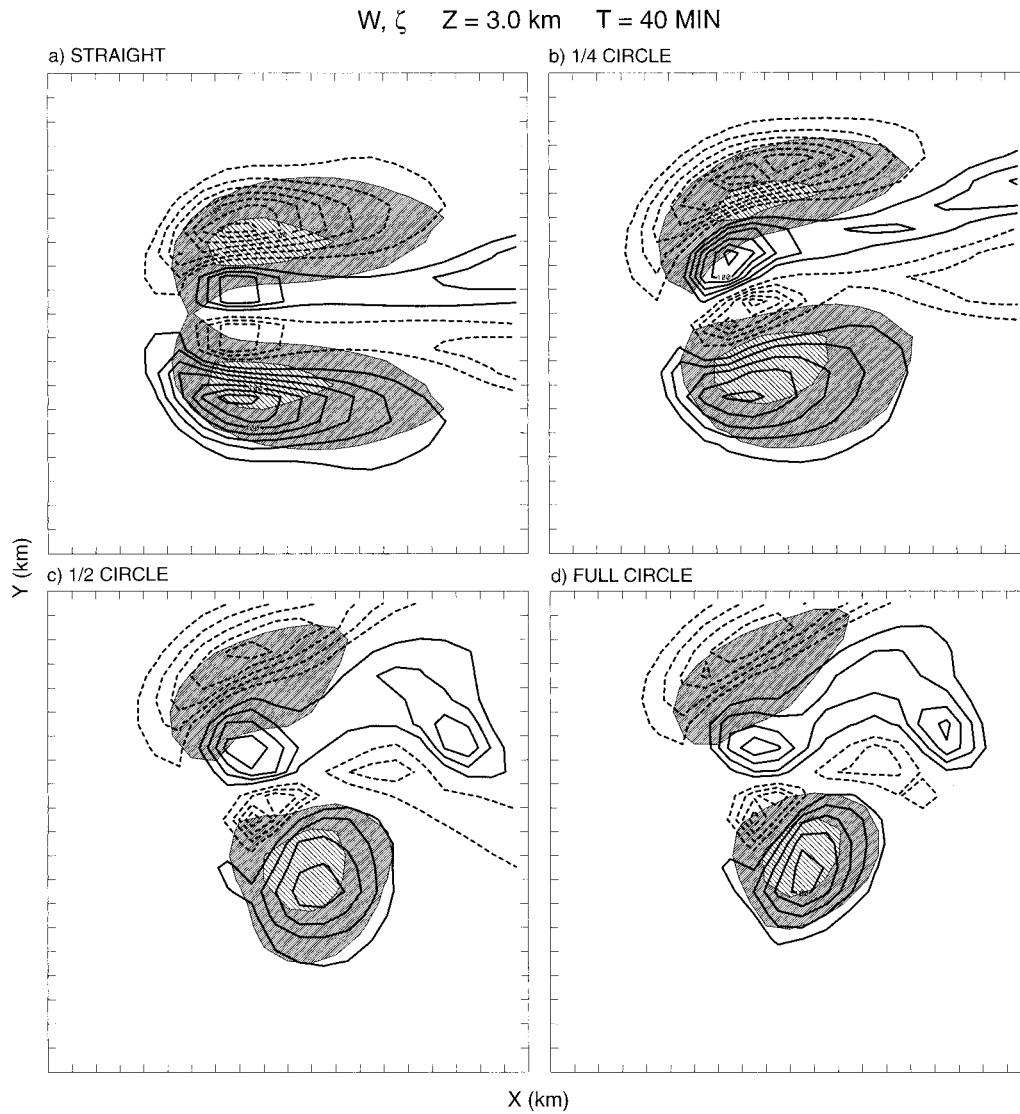 W, ζ Z = 3.0 km T = 40 MIN
a) STRAIGHT
b) 1/4 CIRCLE
c) 1/2 CIRCLE
d) FULL CIRCLE
Y (km)
X (km)